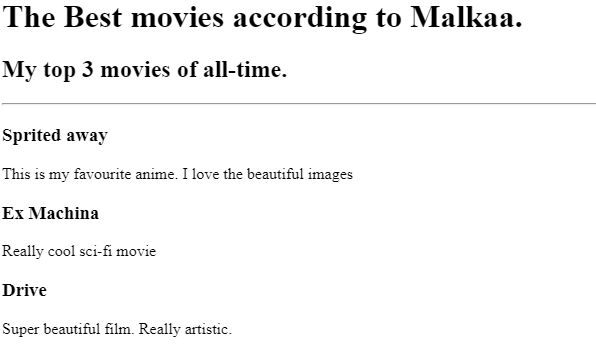 The Best movies according to Malkaa.
My top 3 movies of all-time.
Sprited away
This is my favourite anime. I love the beautiful images
Ex Machina
Really cool sci-fi movie
Drive
Super beautiful film. Really artistic.